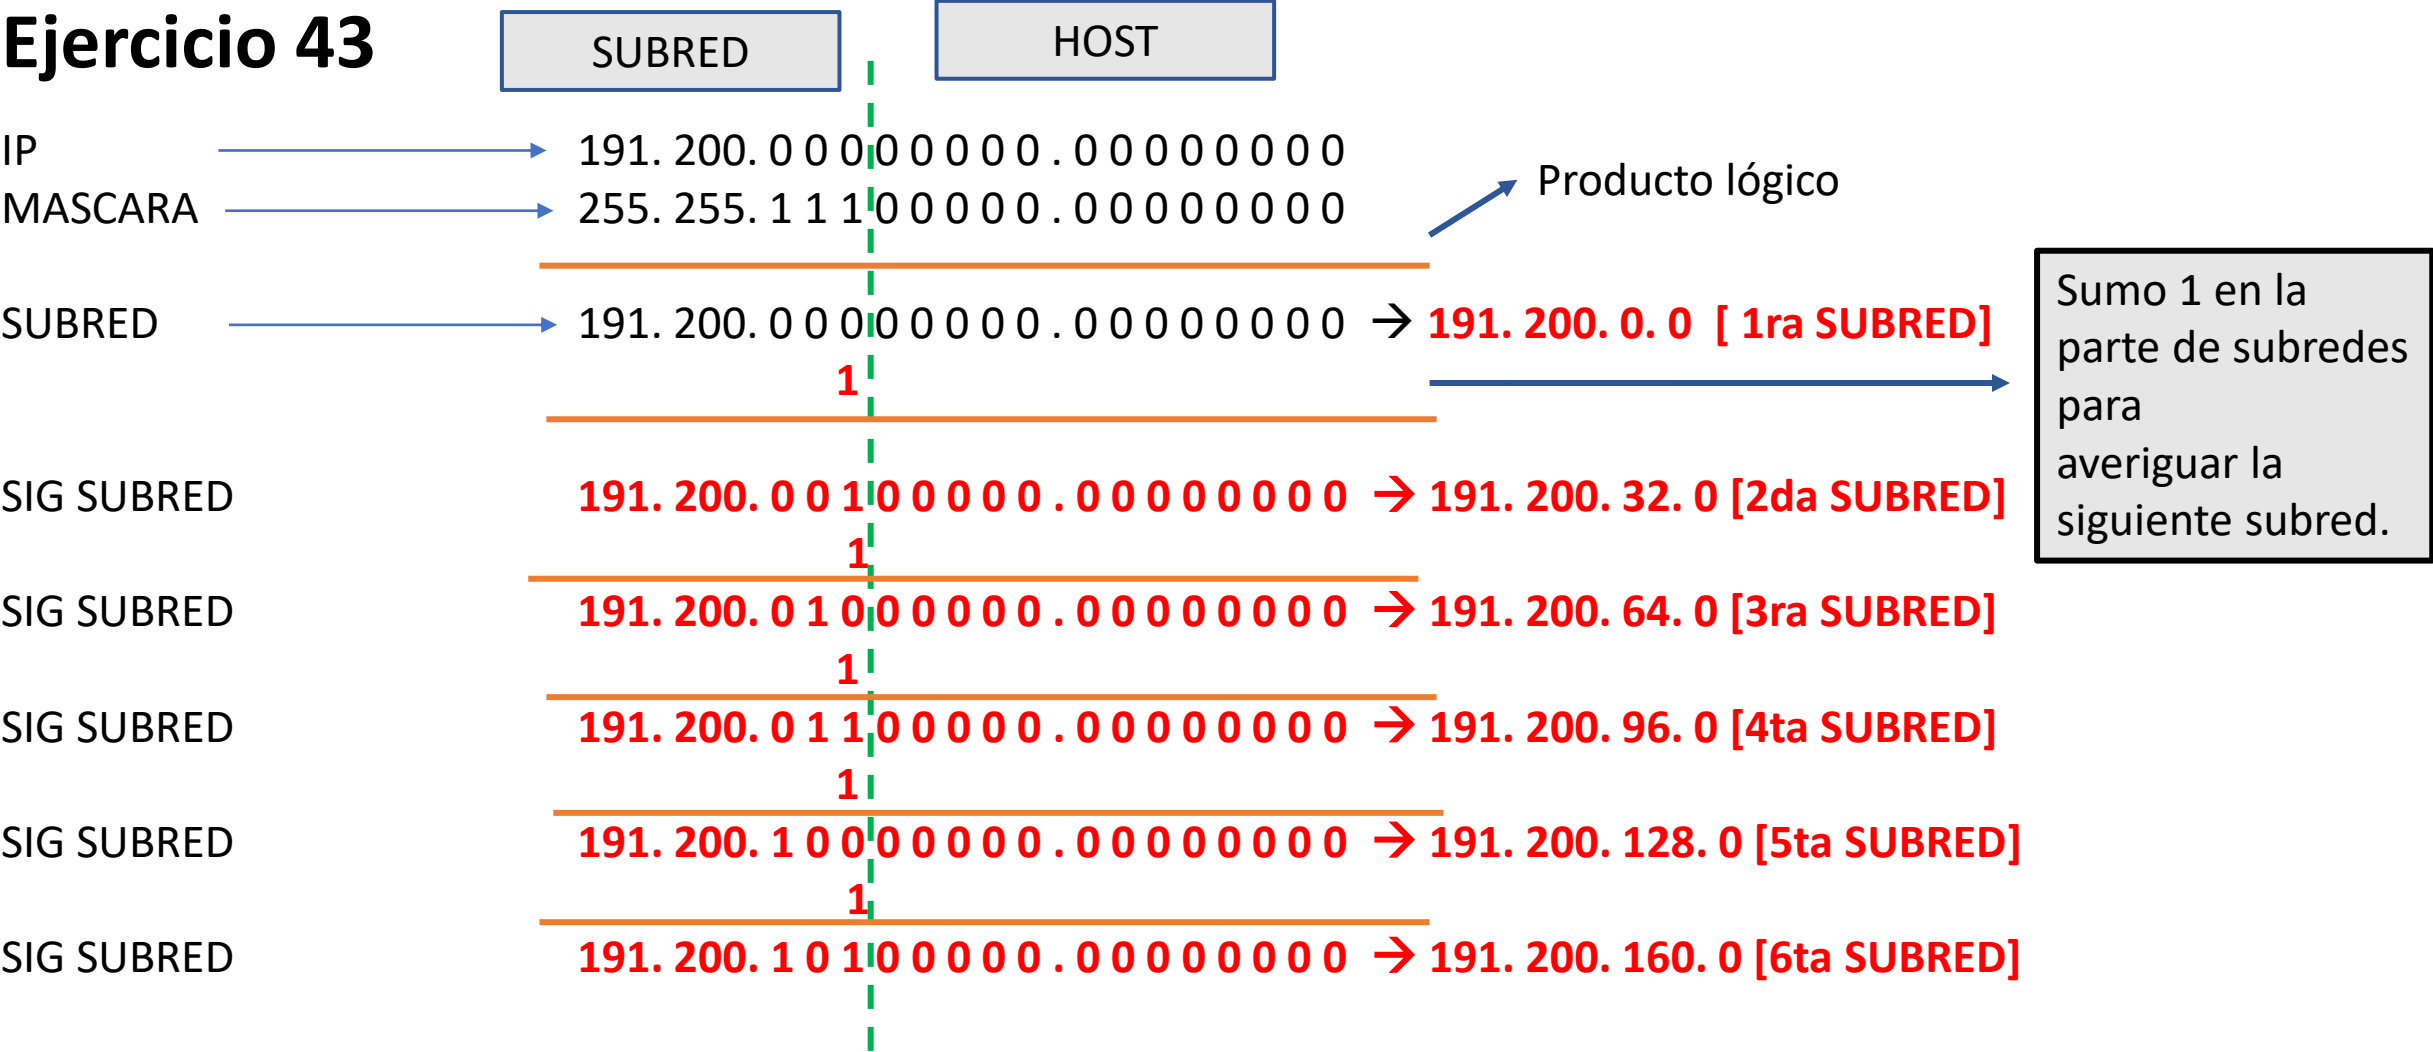 Ejercicio 43
SUBRED
HOST
IP
191. 200. 0 0 0 0 0 0 0 0 . 0 0 0 0 0 0 0 0
MASCARA
255. 255. 1 1 1 0 0 0 0 0 . 0 0 0 0 0 0 0 0
Producto lógico
SUBRED
191. 200. 0 0 0 0 0 0 0 0 . 0 0 0 0 0 0 0 0 → 191. 200. 0. 0 [ 1ra SUBRED]
1
Sumo 1 en la
parte de subredes
para
averiguar la
siguiente subred.
SIG SUBRED
191. 200. 0 0 1 0 0 0 0 0 . 0 0 0 0 0 0 0 0 → 191. 200. 32. 0 [2da SUBRED]
1
SIG SUBRED
191. 200. 0 1 0 0 0 0 0 0 . 0 0 0 0 0 0 0 0 → 191. 200. 64. 0 [3ra SUBRED]
1
SIG SUBRED
191. 200. 0 1 1 0 0 0 0 0 . 0 0 0 0 0 0 0 0 → 191. 200. 96. 0 [4ta SUBRED]
1
SIG SUBRED
191. 200. 1 0 0 0 0 0 0 0 . 0 0 0 0 0 0 0 0 → 191. 200. 128. 0 [5ta SUBRED]
1
SIG SUBRED
191. 200. 1 0 1 0 0 0 0 0 . 0 0 0 0 0 0 0 0 → 191. 200. 160. 0 [6ta SUBRED]